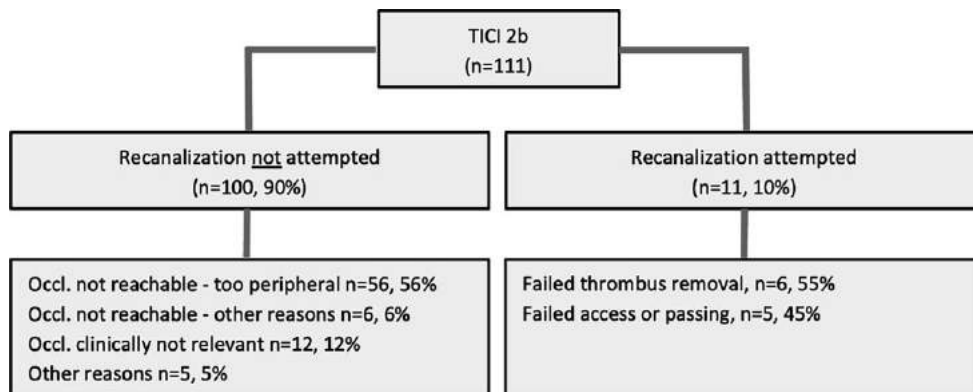 TICI 2b
(n=111)
Recanalization not attempted
(n=100, 90%)
Recanalization attempted
(n=11, 10%)
Occl. not reachable - too peripheral n=56, 56%
Occl. not reachable - other reasons n=6, 6%
Occl. clinically not relevant n=12, 12%
Other reasons n=5, 5%
Failed thrombus removal, n=6, 55%
Failed access or passing, n=5, 45%